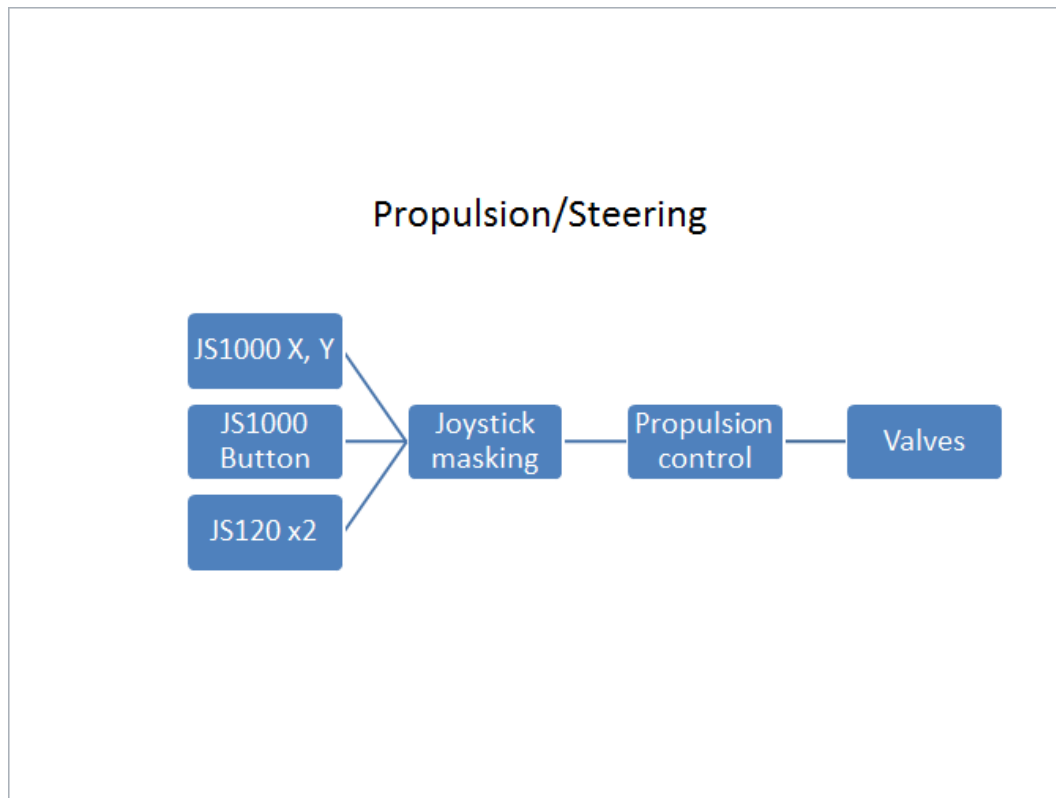 Propulsion/Steering
JS1000 X, Y
JS1000
Button
JS120 x2
Joystick
masking
Propulsion
control
Valves